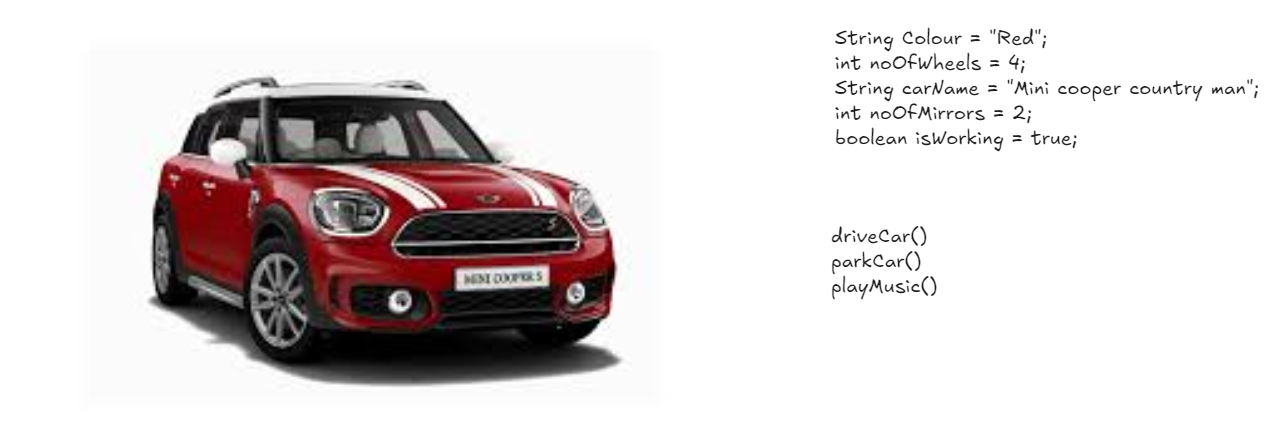 String Colour = "Red";
int noOfWheels = 4;
String carName = "Mini cooper country man";
int noOfMirrors = 2;
boolean isWorking = true;
driveCar()
parkCar()
playMusic()
MINI COOPER S
S